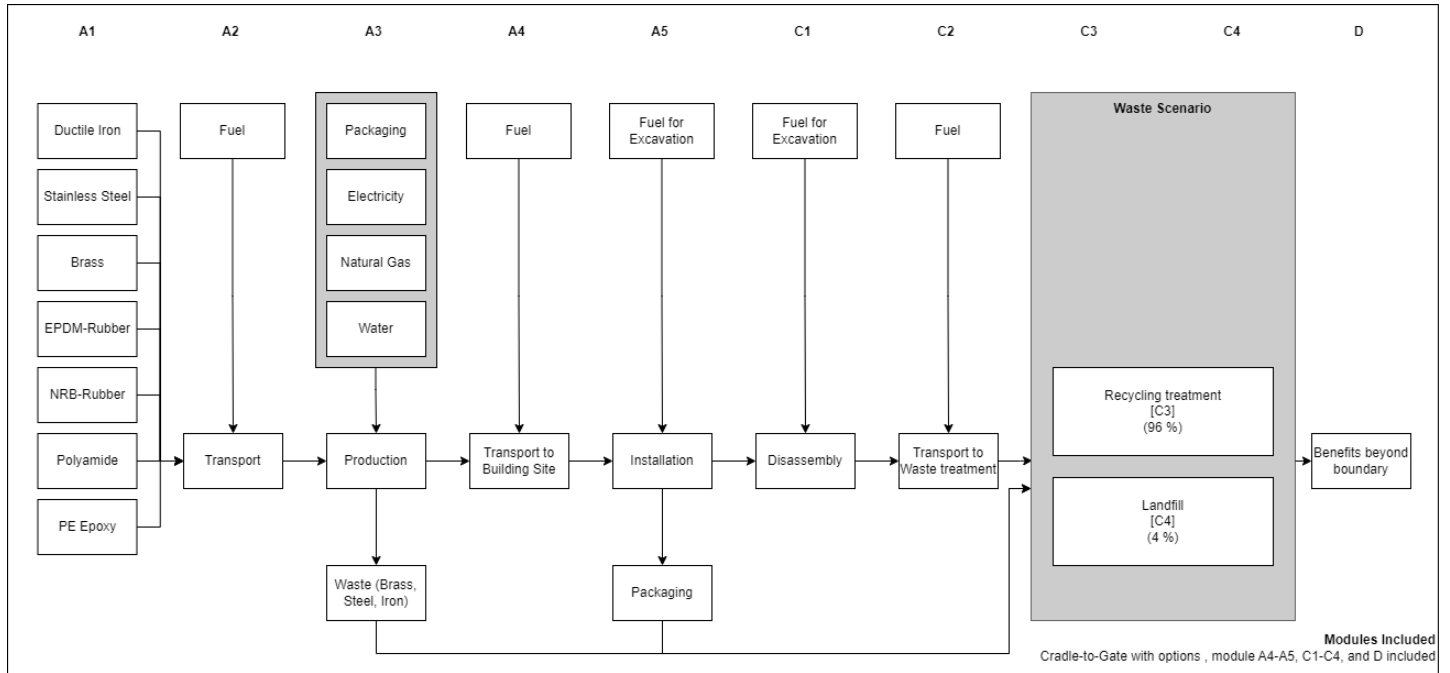 A1 A2 A3 A4 A5 C1 C2 C3 C4 D
Ductile Iron
Stainless Steel
Brass
EPDM-Rubber
NRB-Rubber
Polyamide
PE Epoxy
Fuel
Transport
Packaging
Electricity
Natural Gas
Water
Production
Waste (Brass,
Steel, Iron)
Fuel
Transport to
Building Site
Fuel for
Excavation
Installation
Packaging
Fuel for
Excavation
Disassembly
Fuel
Transport to
Waste treatment
Waste Scenario
Recycling treatment
[C3]
(96 %)
Landfill
[C4]
(4 %)
Benefits beyond
boundary
Modules Included
Cradle-to-Gate with options , module A4-A5, C1-C4, and D included